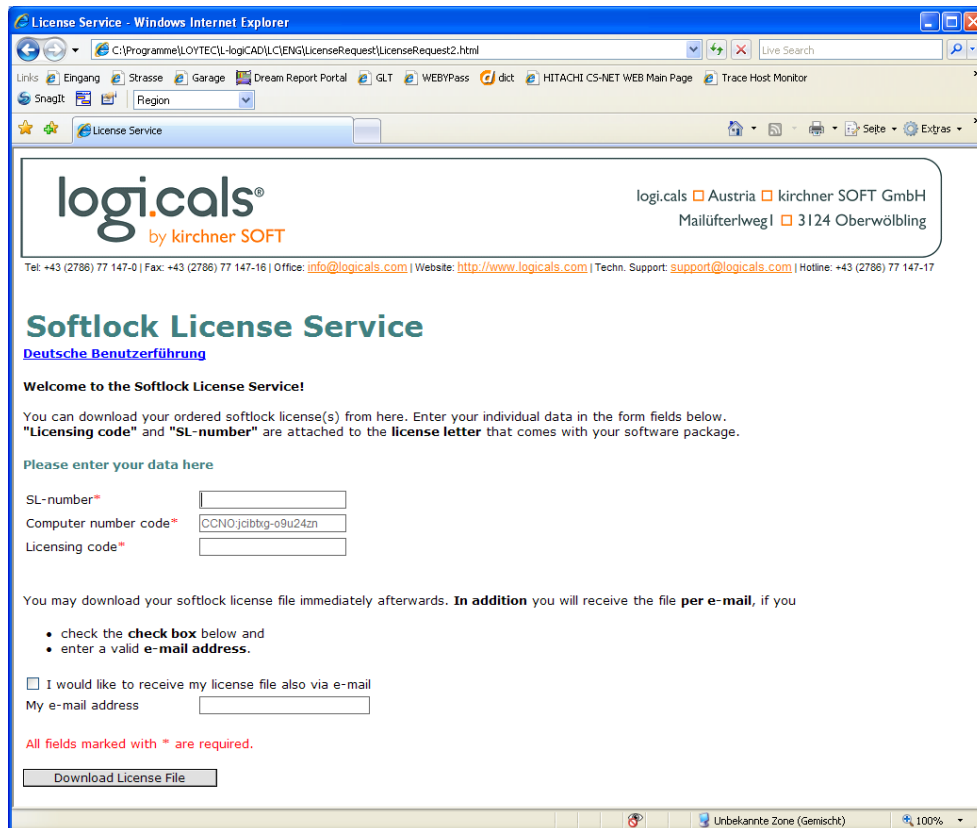 License Service - Windows Internet Explorer
C:\Programme\LOYTEC\L-logiCAD\LC\ENG\LicenseRequest\LicenseRequest2.html
Live Search
Links Eingang Strasse Garage Dream Report Portal GLT WEBYPass dict HITACHI CS-NET WEB Main Page Trace Host Monitor
SnagIt Region
License Service
Seite Extras
logi.cals®
by kirchner SOFT
logi.cals Austria kirchner SOFT GmbH
Mailüfterlweg1 3124 Oberwölbling
Tel: +43 (2786) 77 147-0 | Fax: +43 (2786) 77 147-16 | Office: info@logicals.com | Website: http://www.logicals.com | Techn. Support: support@logicals.com | Hotline: +43 (2786) 77 147-17
Softlock License Service
Deutsche Benutzerführung
Welcome to the Softlock License Service!
You can download your ordered softlock license(s) from here. Enter your individual data in the form fields below.
"Licensing code" and "SL-number" are attached to the license letter that comes with your software package.
Please enter your data here
SL-number*
Computer number code* CCNO:jcibtxg-o9u24zn
Licensing code*
You may download your softlock license file immediately afterwards. In addition you will receive the file per e-mail, if you
• check the check box below and
• enter a valid e-mail address.
I would like to receive my license file also via e-mail
My e-mail address
All fields marked with * are required.
Download License File
Unbekannte Zone (Gemischt) 100%